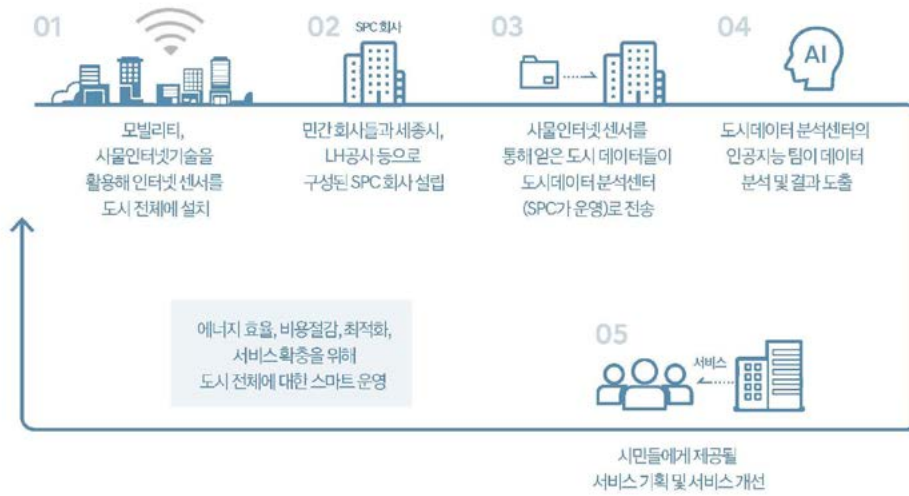 01
모빌리티,
사물인터넷기술을
활용해 인터넷 센서를
도시 전체에 설치
02
SPC 회사
민간 회사들과 세종시,
LH공사 등으로
구성된 SPC 회사 설립
03
사물인터넷 센서를
통해 얻은 도시 데이터들이
도시데이터 분석센터
(SPC가 운영)로 전송
04
AI
도시데이터 분석센터의
인공지능 팀이 데이터
분석 및 결과 도출
에너지 효율, 비용절감, 최적화,
서비스 확충을 위해
도시 전체에 대한 스마트 운영
05
서비스
시민들에게 제공될
서비스 기획 및 서비스 개선